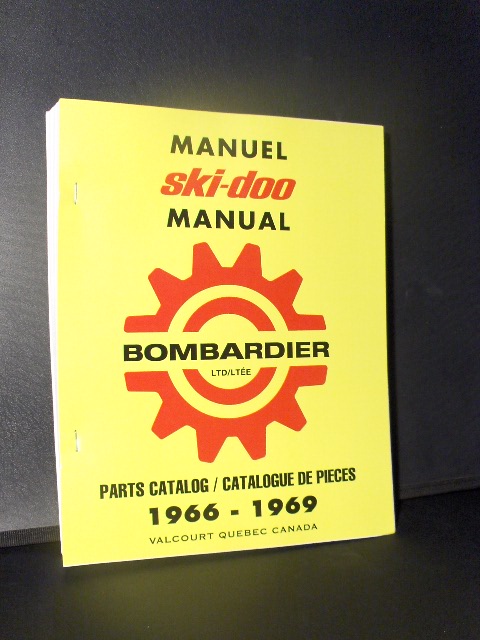 MANUEL
ski-doo
MANUAL
BOMBARDIER
LTD/LTÉE
PARTS CATALOG / CATALOGUE DE PIECES
1966 - 1969
VALCOURT QUEBEC CANADA